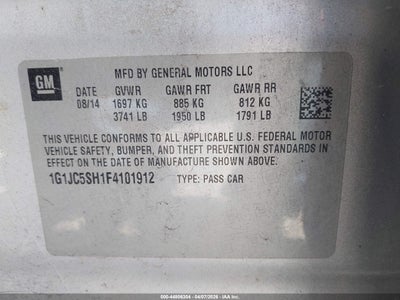 GM
MFD BY GENERAL MOTORS LLC
DATE GVWR GAWR FRT GAWR RR
08/14 1697 KG 885 KG 812 KG
3741 LB 1950 LB 1791 LB
THIS VEHICLE CONFORMS TO ALL APPLICABLE U.S. FEDERAL MOTOR
VEHICLE SAFETY, BUMPER, AND THEFT PREVENTION STANDARDS IN
EFFECT ON THE DATE OF MANUFACTURE SHOWN ABOVE.
1G1JC5SH1F4101912 TYPE: PASS CAR